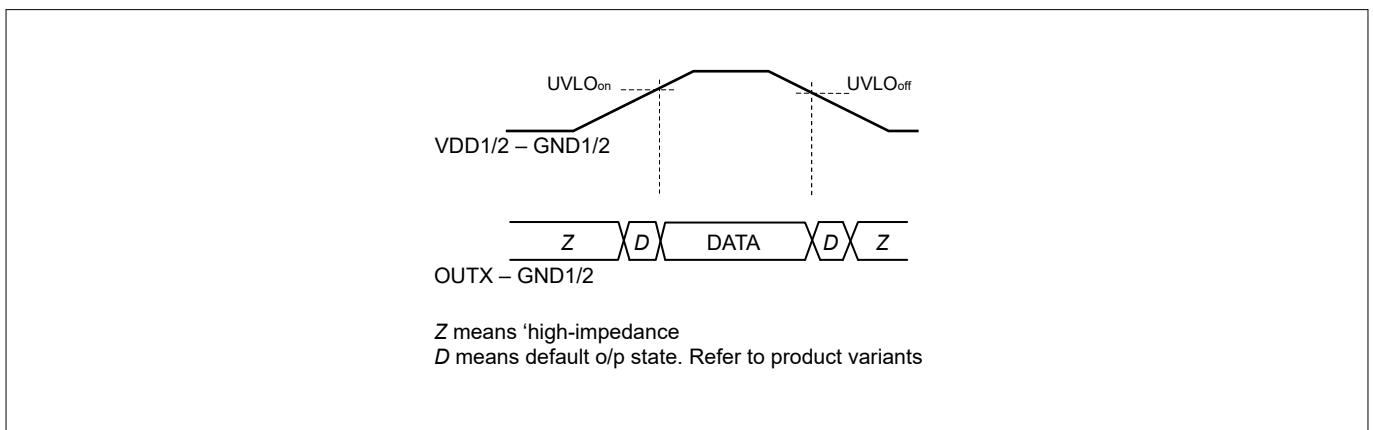 UVLOon
UVLOoff
VDD1/2 – GND1/2
Z D DATA D Z
OUTX – GND1/2
Z means ‘high-impedance
D means default o/p state. Refer to product variants